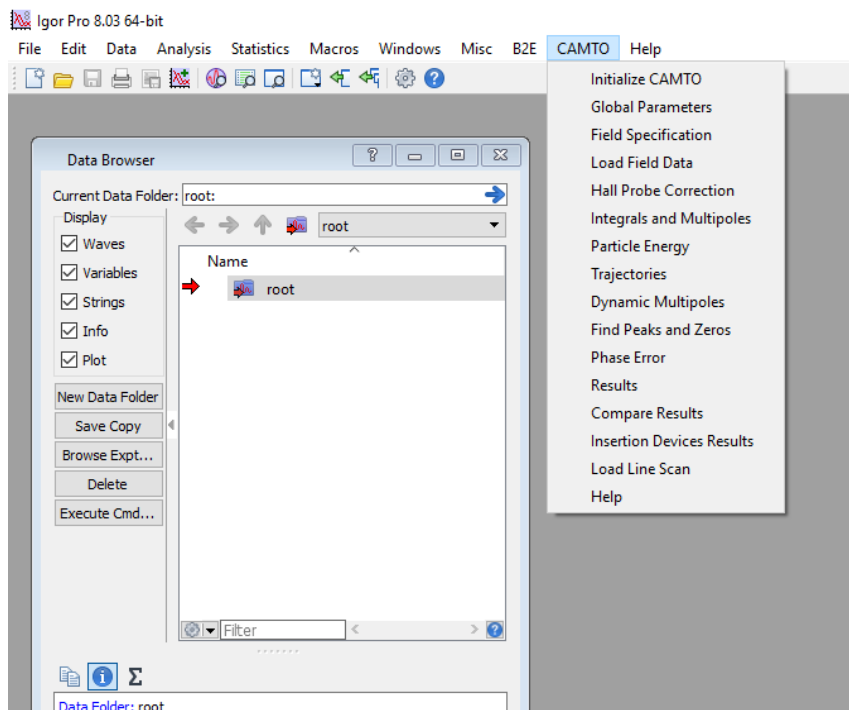 Igor Pro 8.03 64-bit
File Edit Data Analysis Statistics Macros Windows Misc B2E CAMTO Help
Initialize CAMTO
Global Parameters
Field Specification
Load Field Data
Hall Probe Correction
Integrals and Multipoles
Particle Energy
Trajectories
Dynamic Multipoles
Find Peaks and Zeros
Phase Error
Results
Compare Results
Insertion Devices Results
Load Line Scan
Help
Data Browser
Current Data Folder: root:
Display
Waves
Variables
Strings
Info
Plot
New Data Folder
Save Copy
Browse Expt...
Delete
Execute Cmd...
root
Name
root
Filter
Data Folder: root